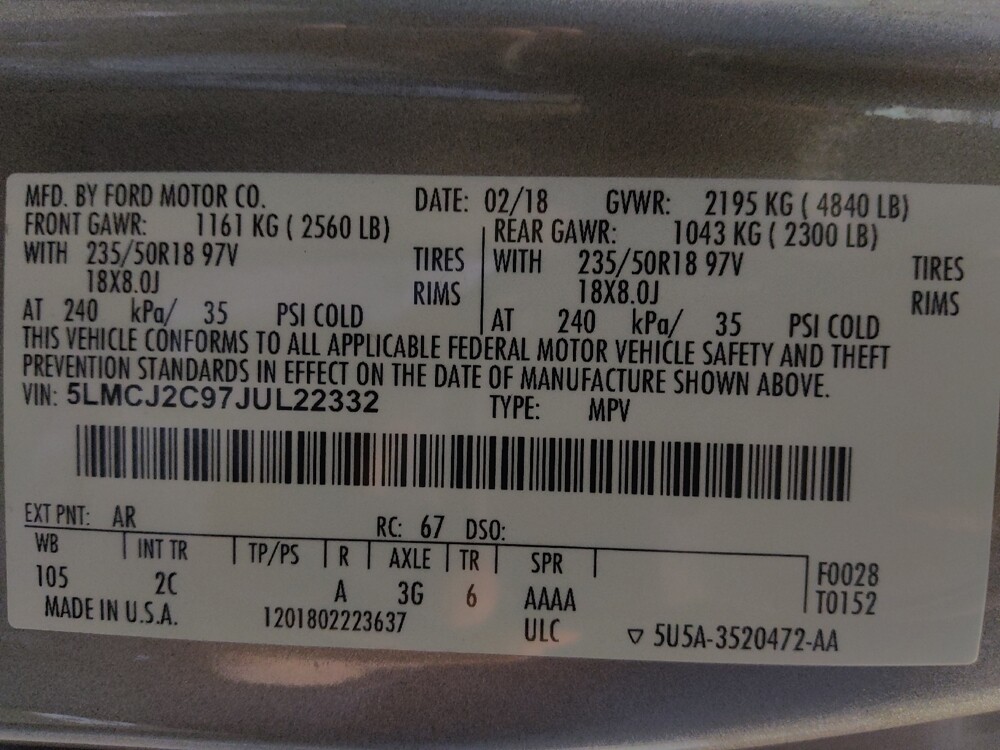 MFD. BY FORD MOTOR CO. DATE: 02/18 GVWR: 2195 KG ( 4840 LB)
FRONT GAWR: 1161 KG ( 2560 LB) REAR GAWR: 1043 KG ( 2300 LB)
WITH 235/50R18 97V TIRES WITH 235/50R18 97V TIRES
18X8.0J RIMS 18X8.0J RIMS
AT 240 kPa/ 35 PSI COLD AT 240 kPa/ 35 PSI COLD
THIS VEHICLE CONFORMS TO ALL APPLICABLE FEDERAL MOTOR VEHICLE SAFETY AND THEFT
PREVENTION STANDARDS IN EFFECT ON THE DATE OF MANUFACTURE SHOWN ABOVE.
VIN: 5LMCJ2C97JUL22332 TYPE: MPV
EXT PNT: AR RC: 67 DSO:
WB INT TR TP/PS R AXLE TR SPR
105 2C A 3G 6 AAAA F0028
T0152
MADE IN U.S.A. 1201802223637 ULC ▽ 5U5A-3520472-AA